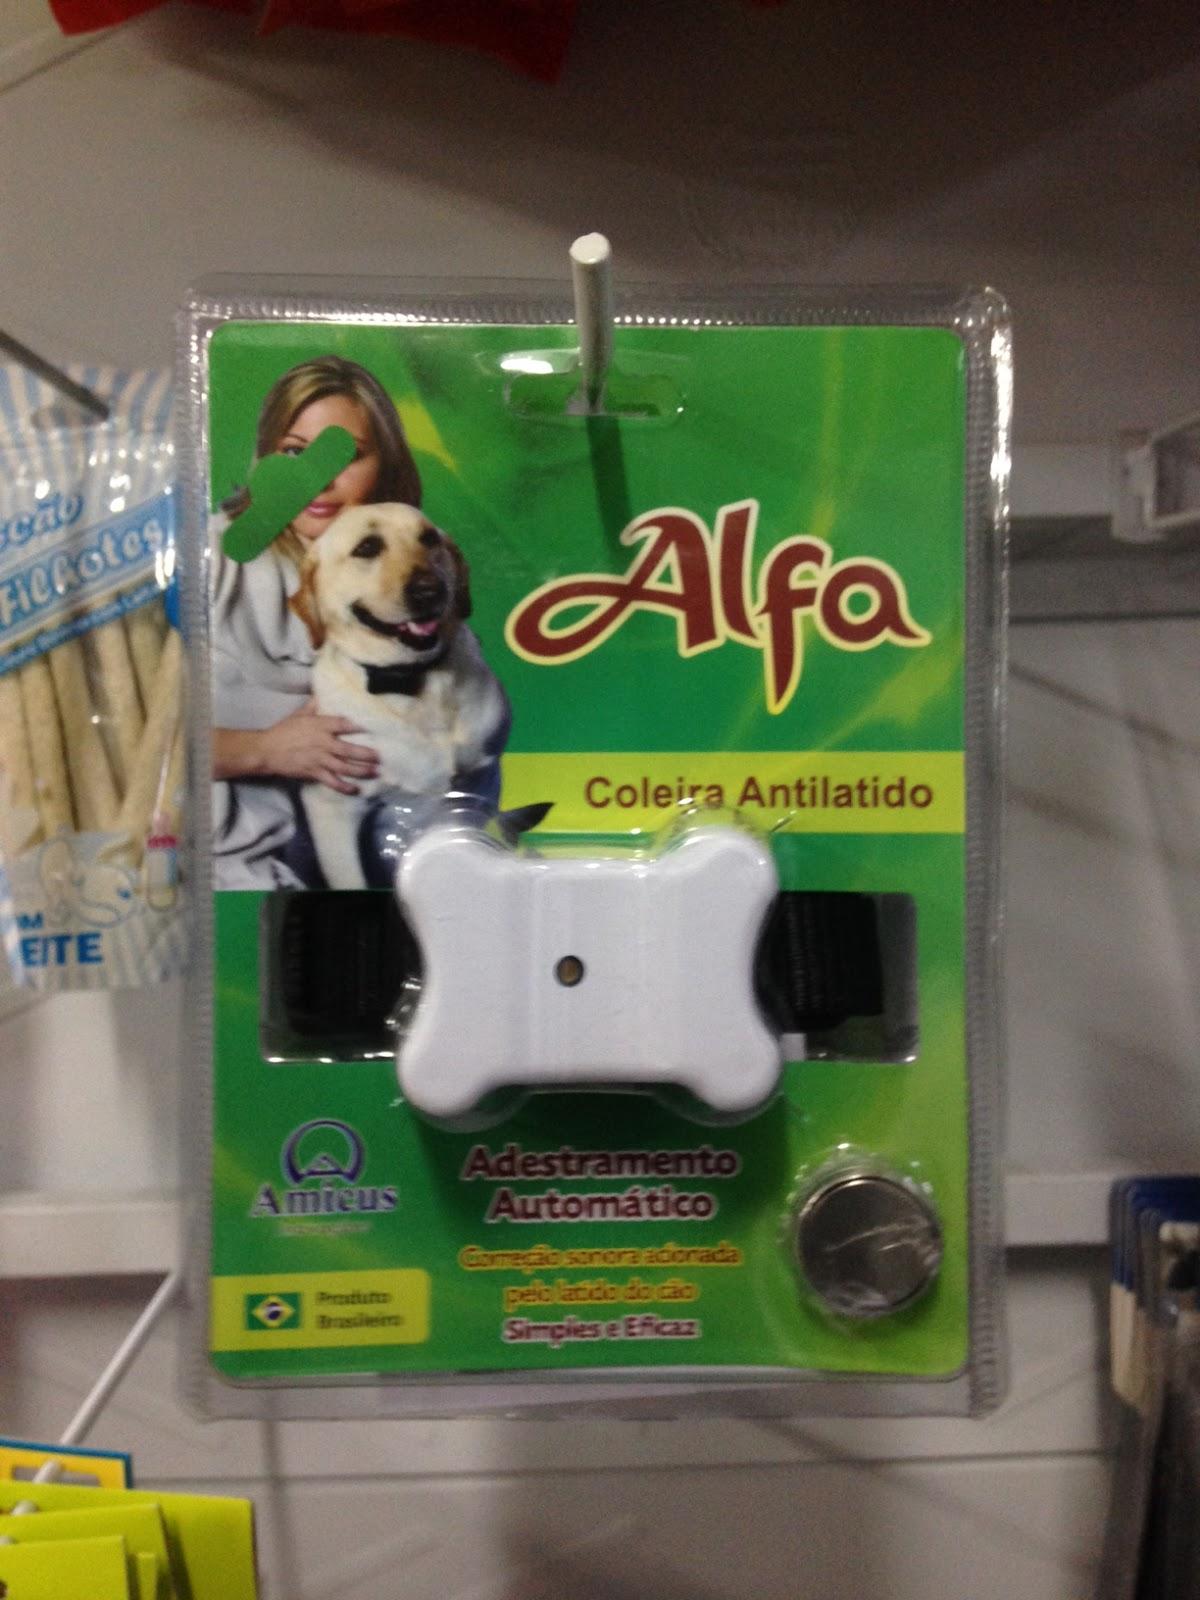 Alfa
Coleira Antilatido
Filhotes
EITE
Amicus
Adestramento
Automático
Correção sonora acionada
pelo latido do cão
Simples e Eficaz
Produto
Brasileiro